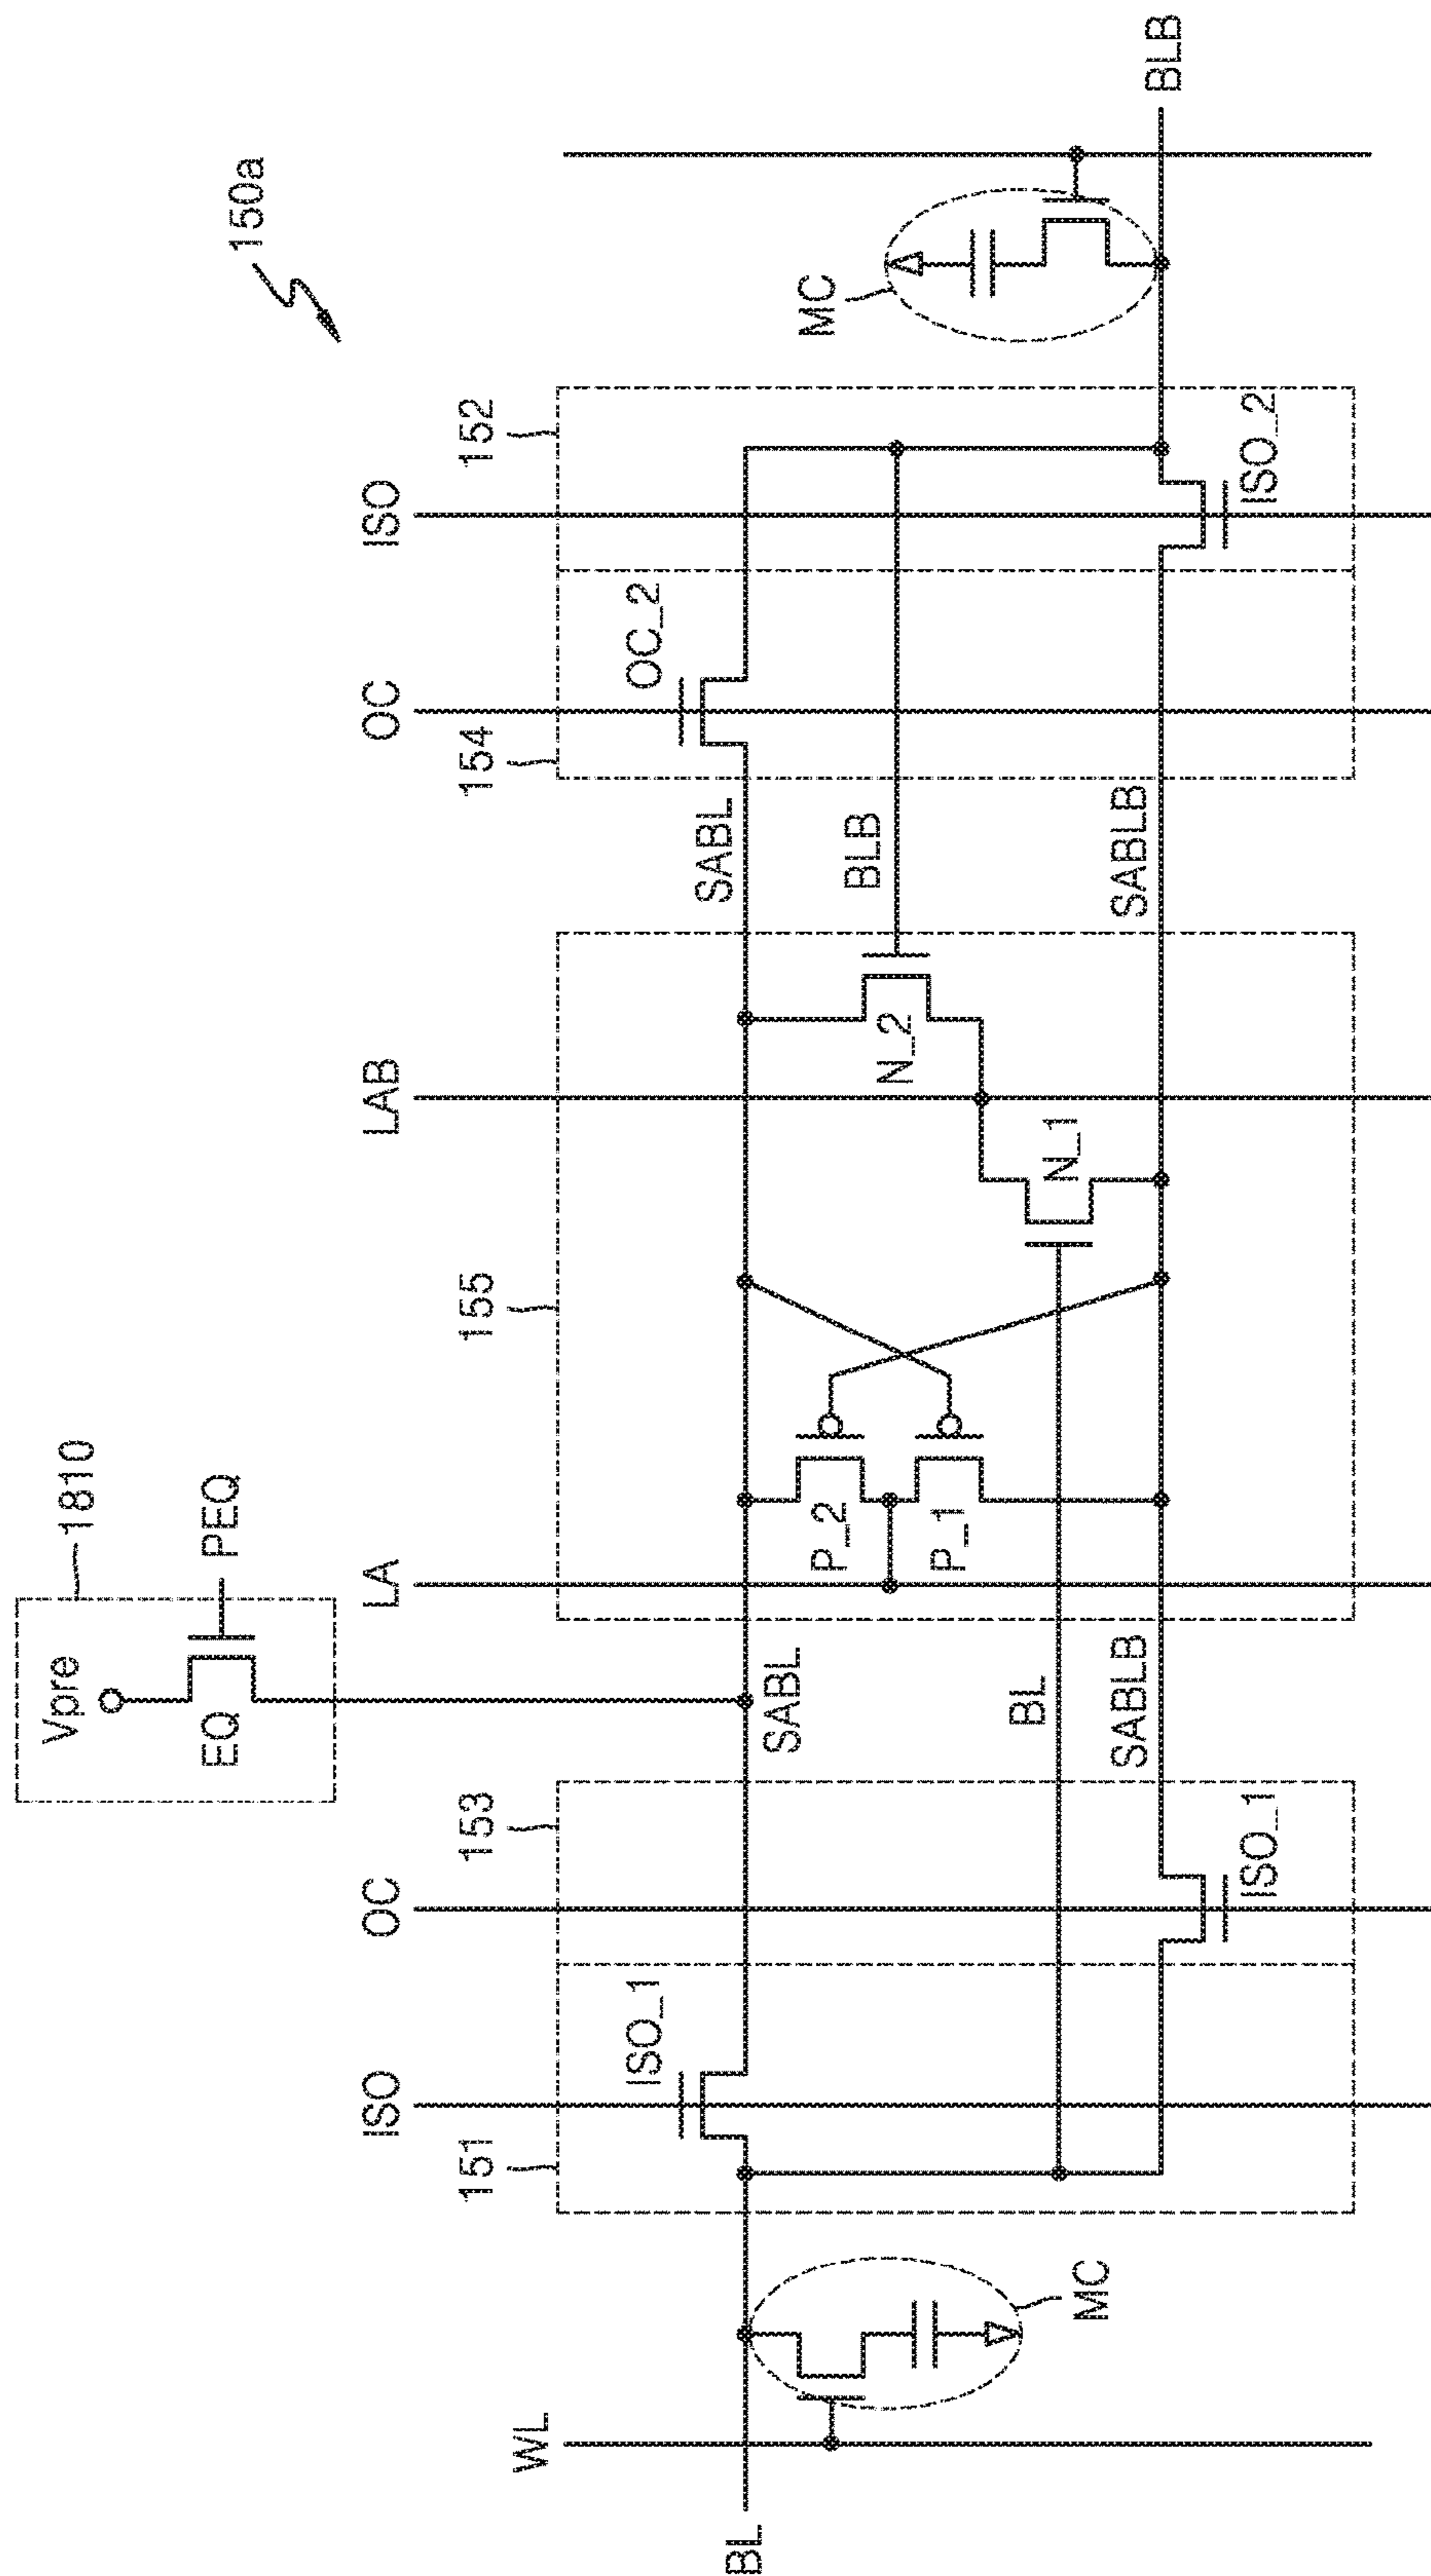 150a
1810
Vpre
EQ
PEQ
ISO
OC
LA
LAB
OC
ISO
WL
151
153
155
154
152
ISO_1
OC_2
BL
SABL
SABL
P_2
N_2
BLB
MC
P_1
BL
N_1
MC
SABLB
SABLB
BLB
ISO_1
ISO_2